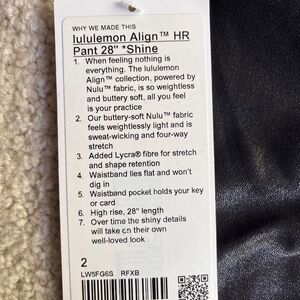 WHY WE MADE THIS
lululemon Align™ HR
Pant 28" *Shine
1. When feeling nothing is
everything. The lululemon
Align™ collection, powered by
Nulu™ fabric, is so weightless
and buttery soft, all you feel
is your practice
2. Our buttery-soft Nulu™ fabric
feels weightlessly light and is
sweat-wicking and four-way
stretch
3. Added Lycra® fibre for stretch
and shape retention
4. Waistband lies flat and won't
dig in
5. Waistband pocket holds your key
or card
6. High rise, 28" length
7. Over time the shiny details
will take on their own
well-loved look
2
LW5FG6S RFXB